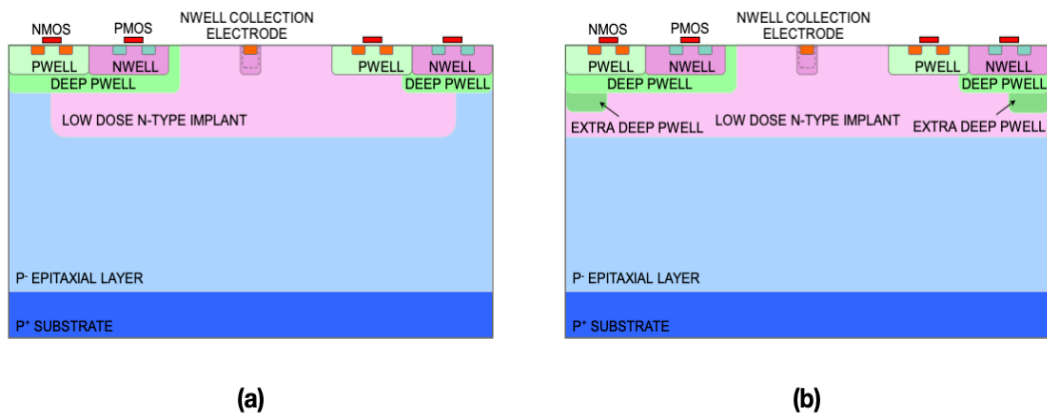 NMOS PMOS NWELL COLLECTION
ELECTRODE
PWELL NWELL PWELL NWELL
DEEP PWELL DEEP PWELL
LOW DOSE N-TYPE IMPLANT
P- EPITAXIAL LAYER
P+ SUBSTRATE
(a)
NMOS PMOS NWELL COLLECTION
ELECTRODE
PWELL NWELL PWELL NWELL
DEEP PWELL DEEP PWELL
EXTRA DEEP PWELL LOW DOSE N-TYPE IMPLANT EXTRA DEEP PWELL
P- EPITAXIAL LAYER
P+ SUBSTRATE
(b)